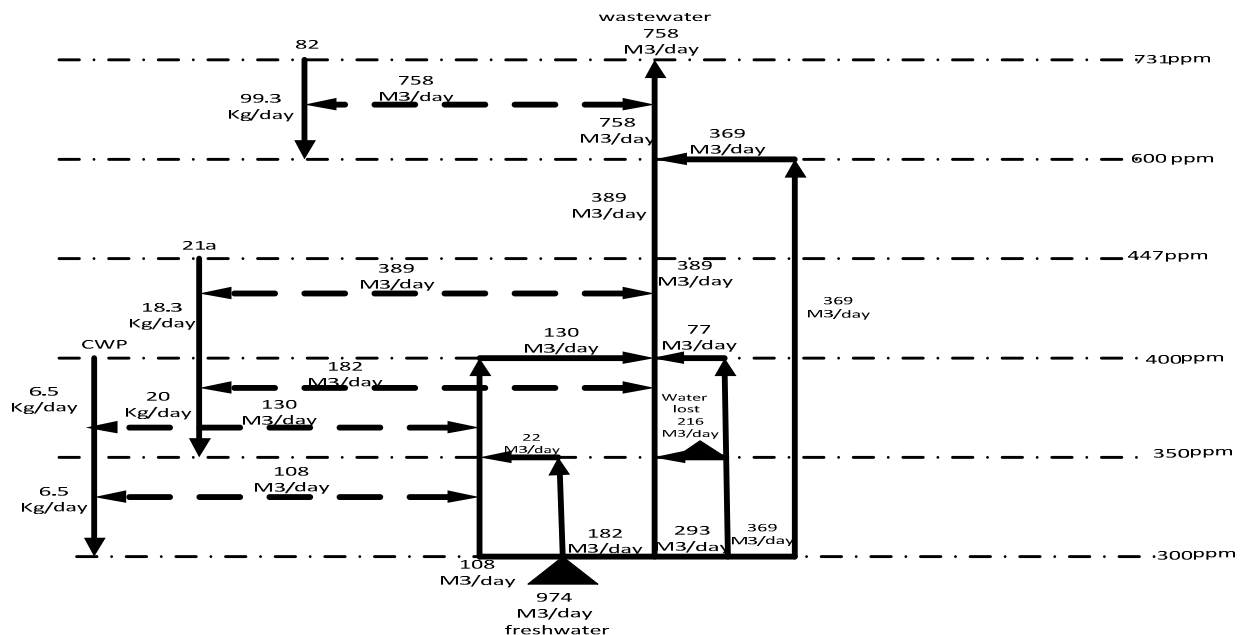 wastewater
758
M3/day
82
731ppm
758
M3/day
99.3
Kg/day
758
M3/day
369
M3/day
600 ppm
389
M3/day
21a
447ppm
389
M3/day
389
M3/day
18.3
Kg/day
369
M3/day
CWP
130
M3/day
77
M3/day
400ppm
182
M3/day
6.5
Kg/day
20
Kg/day
130
M3/day
Water
lost
216
M3/day
22
M3/day
350ppm
108
M3/day
6.5
Kg/day
182
M3/day
293
M3/day
369
M3/day
300ppm
108
M3/day
974
M3/day
freshwater